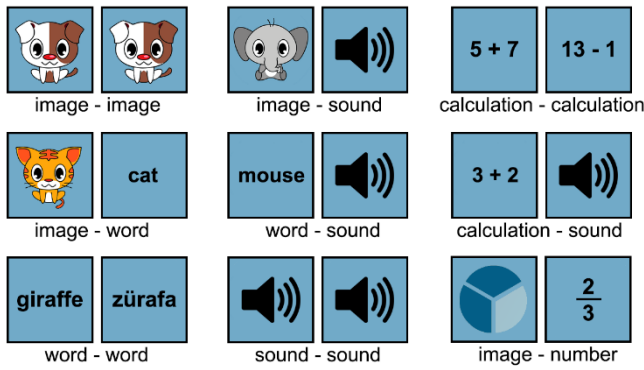 image - image
image - sound
5 + 7
13 - 1
calculation - calculation
cat
image - word
mouse
word - sound
3 + 2
calculation - sound
giraffe
zürafa
word - word
sound - sound
2
3
image - number